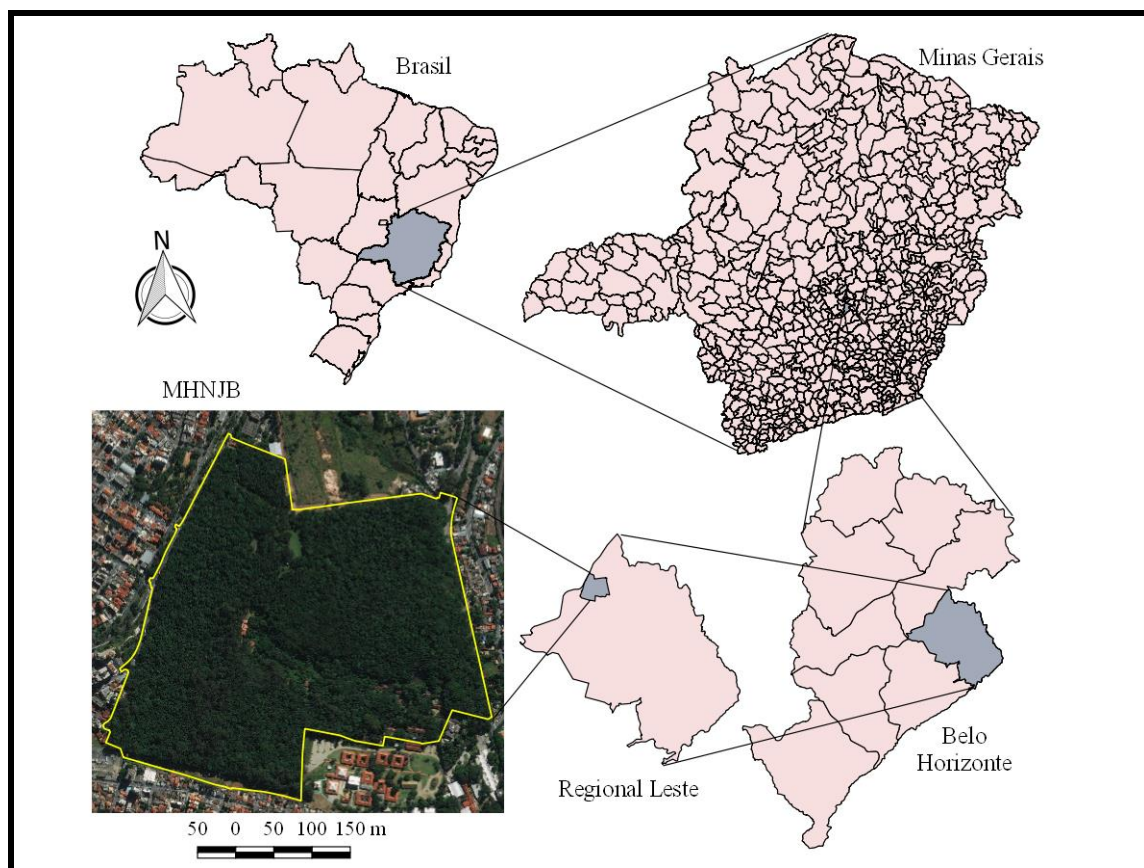 Brasil
Minas Gerais
N
MHNJB
Regional Leste
Belo
Horizonte
50 0 50 100 150 m